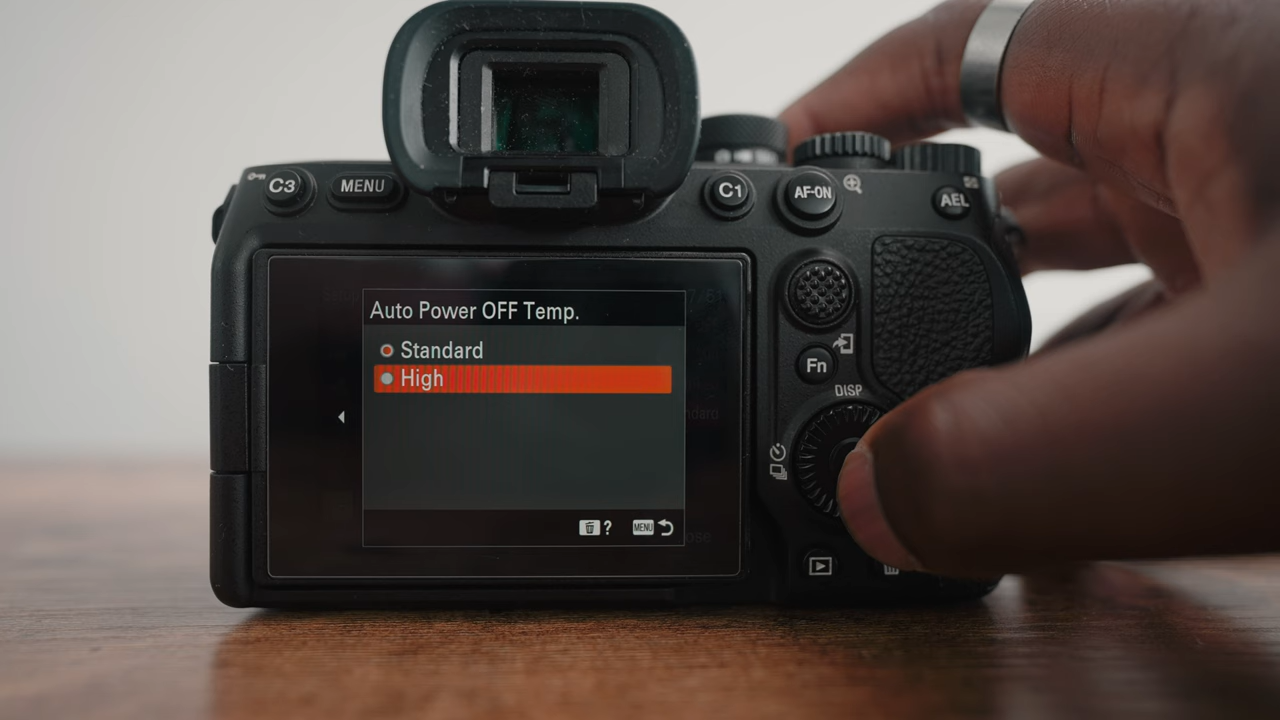 C3
MENU
C1
AF-ON
AEL
Auto Power OFF Temp.
Standard
High
Fn
DISP
?
MENU